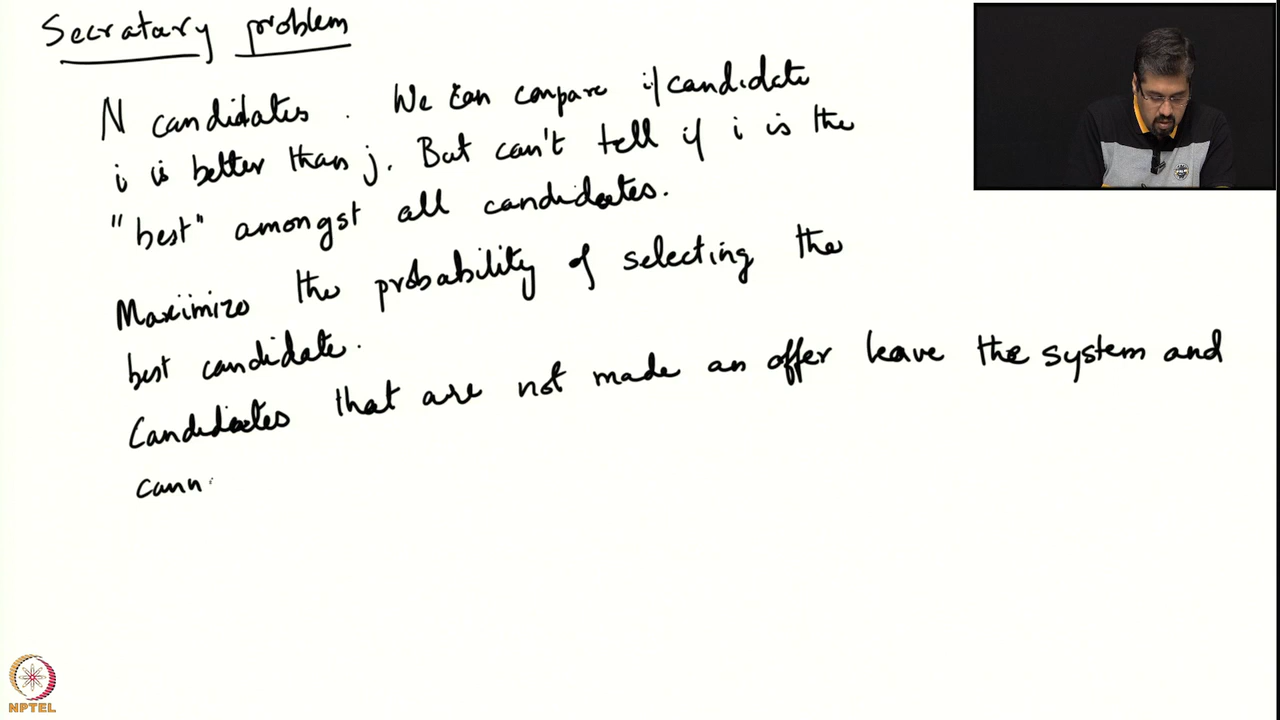 Secratary problem
N candidates. We can compare if candidate
i is better than j. But can't tell if i is the
"best" amongst all candidates.
Maximize the probability of selecting the
best candidate.
Candidates that are not made an offer leave the system and
cann
NPTEL